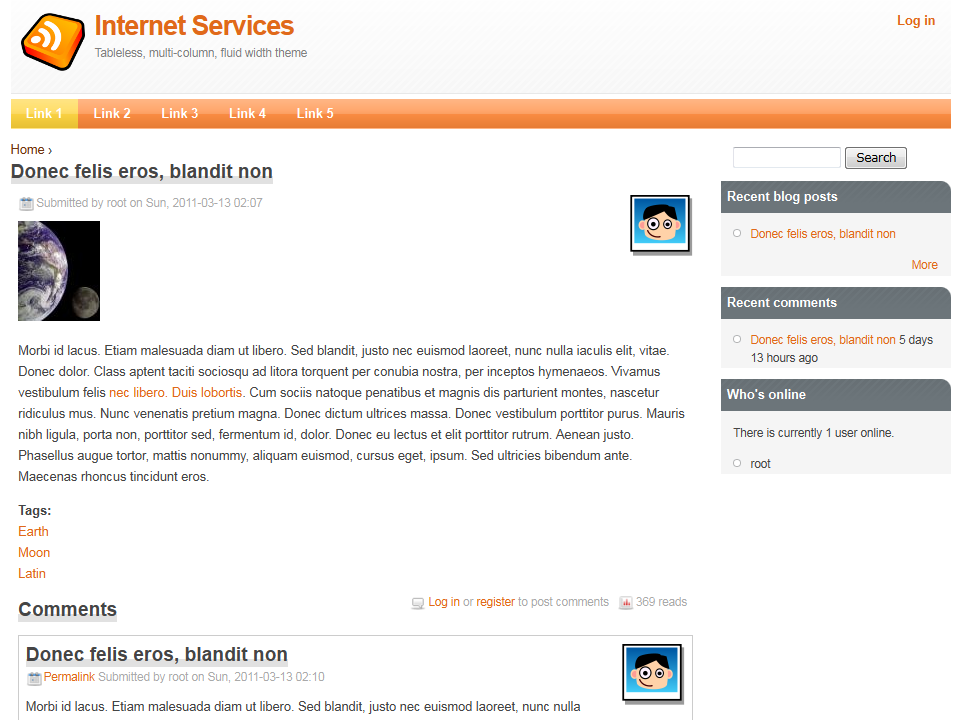 Internet Services
Log in
Tableless, multi-column, fluid width theme
Link 1 Link 2 Link 3 Link 4 Link 5
Home ›
Donec felis eros, blandit non
Submitted by root on Sun, 2011-03-13 02:07
Morbi id lacus. Etiam malesuada diam ut libero. Sed blandit, justo nec euismod laoreet, nunc nulla iaculis elit, vitae.
Donec dolor. Class aptent taciti sociosqu ad litora torquent per conubia nostra, per inceptos hymenaeos. Vivamus
vestibulum felis nec libero. Duis lobortis. Cum sociis natoque penatibus et magnis dis parturient montes, nascetur
ridiculus mus. Nunc venenatis pretium magna. Donec dictum ultrices massa. Donec vestibulum porttitor purus. Mauris
nibh ligula, porta non, porttitor sed, fermentum id, dolor. Donec eu lectus et elit porttitor rutrum. Aenean justo.
Phasellus augue tortor, mattis nonummy, aliquam euismod, cursus eget, ipsum. Sed ultricies bibendum ante.
Maecenas rhoncus tincidunt eros.
Tags:
Earth
Moon
Latin
Log in or register to post comments 369 reads
Comments
Donec felis eros, blandit non
Permalink Submitted by root on Sun, 2011-03-13 02:10
Morbi id lacus. Etiam malesuada diam ut libero. Sed blandit, justo nec euismod laoreet, nunc nulla
Search
Recent blog posts
Donec felis eros, blandit non
More
Recent comments
Donec felis eros, blandit non 5 days
13 hours ago
Who's online
There is currently 1 user online.
root